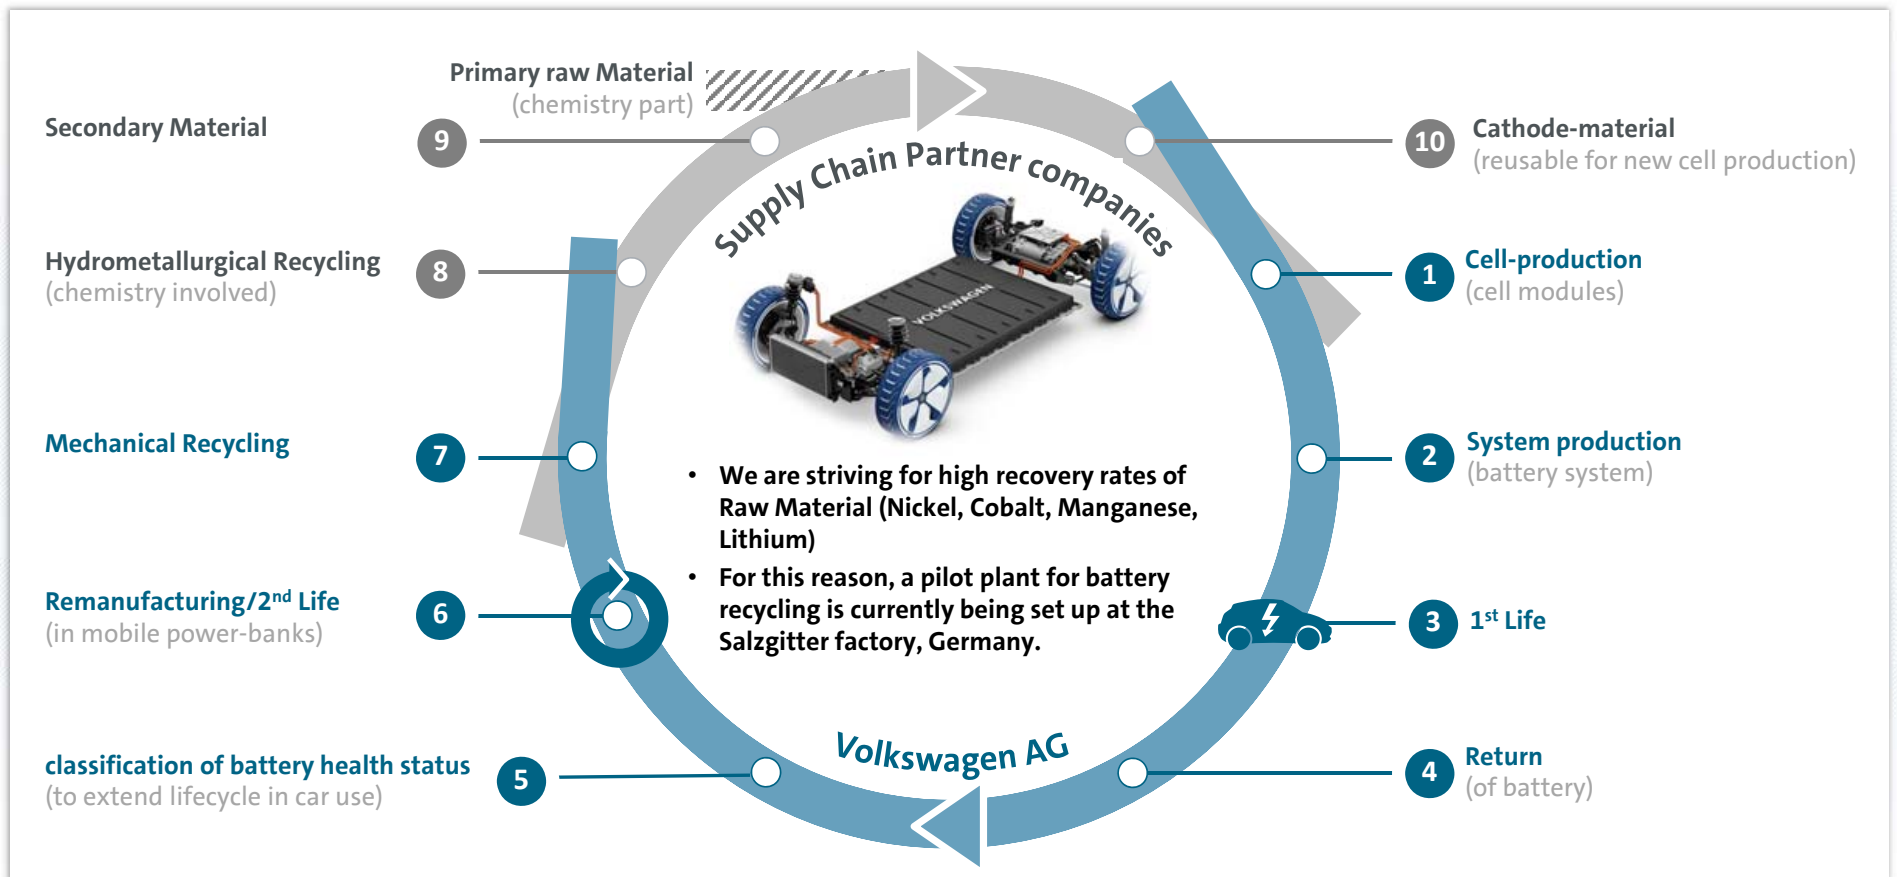 Primary raw Material
(chemistry part)
Secondary Material
9
10
Cathode-material
(reusable for new cell production)
Supply Chain Partner companies
Hydrometallurgical Recycling
(chemistry involved)
8
1
Cell-production
(cell modules)
VOLKSWAGEN
Mechanical Recycling
7
2
System production
(battery system)
• We are striving for high recovery rates of
Raw Material (Nickel, Cobalt, Manganese,
Lithium)
• For this reason, a pilot plant for battery
recycling is currently being set up at the
Salzgitter factory, Germany.
Remanufacturing/2nd Life
(in mobile power-banks)
6
3
1st Life
Volkswagen AG
classification of battery health status
(to extend lifecycle in car use)
5
4
Return
(of battery)